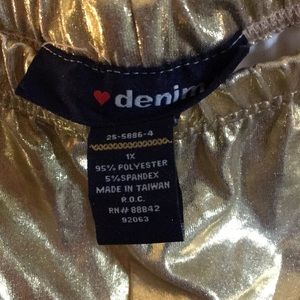 denim
25-5886-4
1X
95% POLYESTER
5% SPANDEX
MADE IN TAIWAN
R.O.C.
RN# 88842
92063